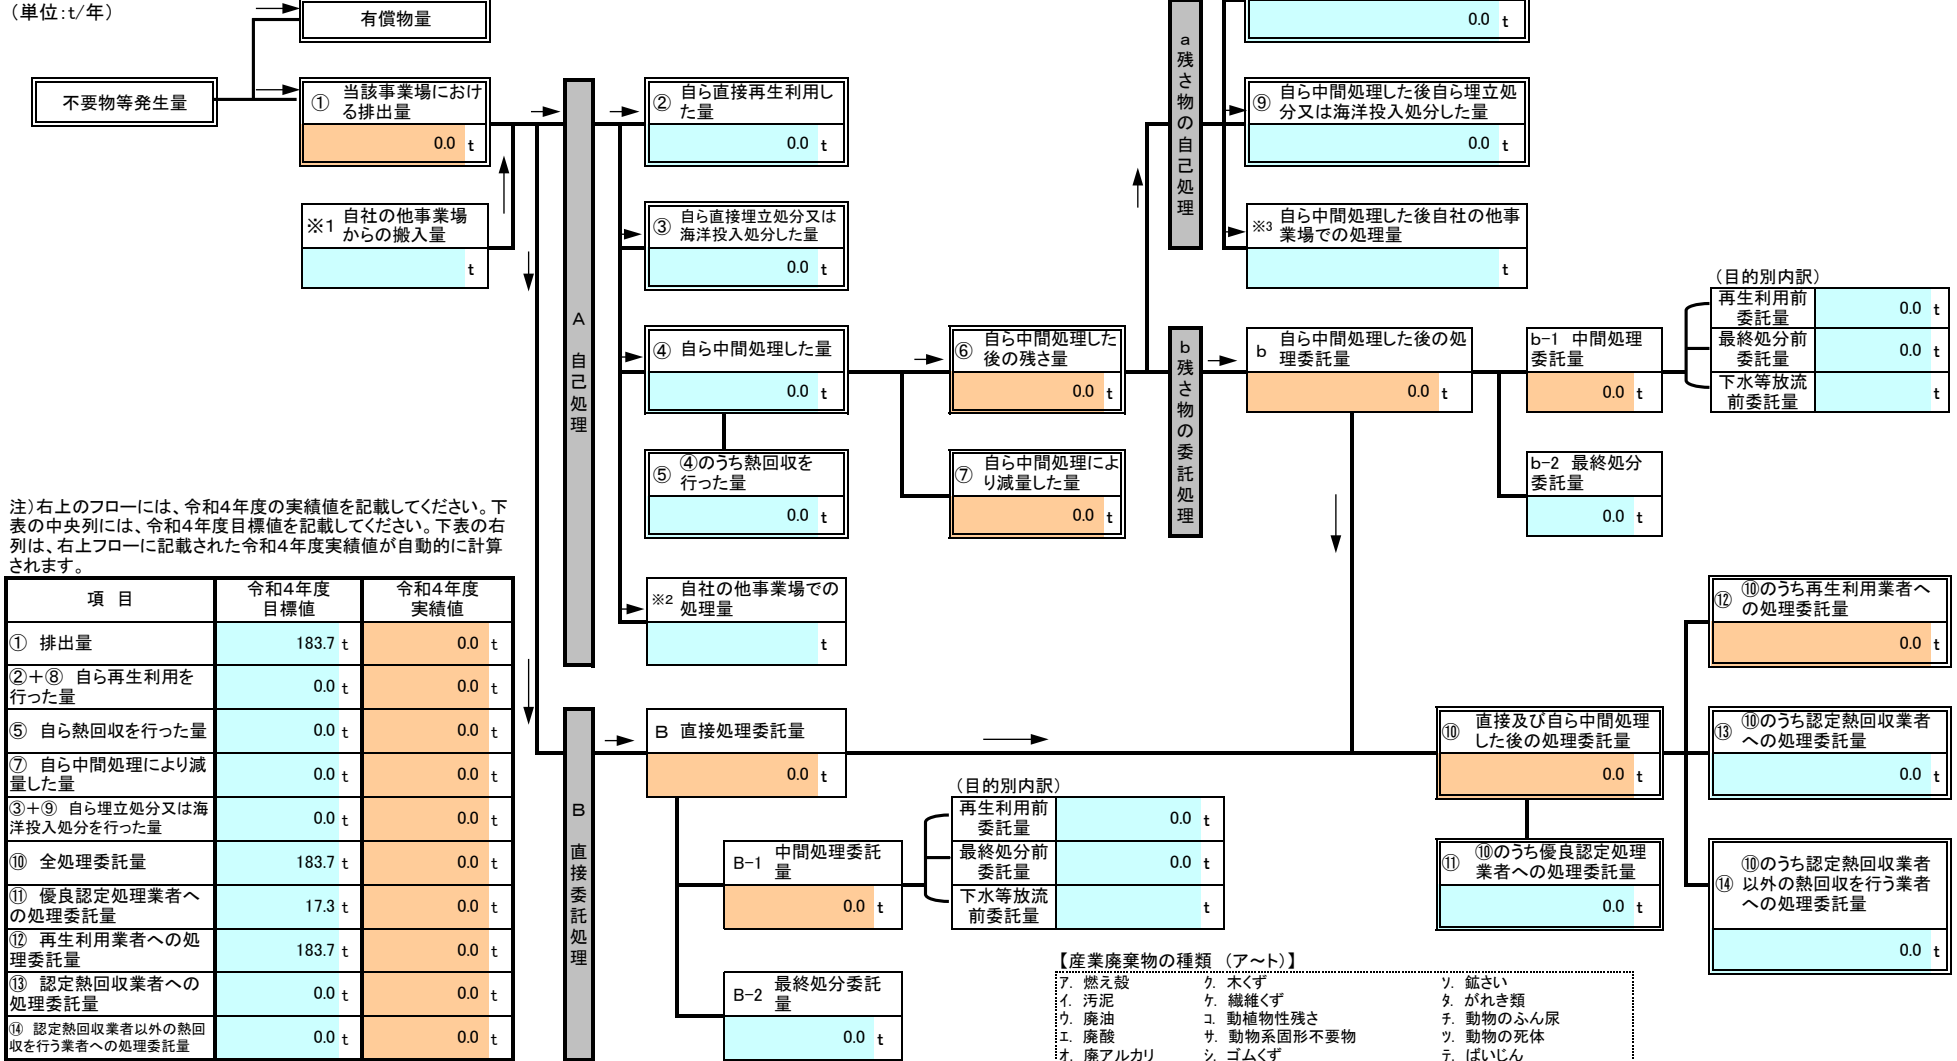 （単位：t/年）
有償物量
不要物等発生量
① 当該事業場におけ
る排出量
0.0 t
※1 自社の他事業場
からの搬入量
t
A
自
己
処
理
② 自ら直接再生利用し
た量
0.0 t
③ 自ら直接埋立処分又は
海洋投入処分した量
0.0 t
④ 自ら中間処理した量
0.0 t
⑤ ④のうち熱回収を
行った量
0.0 t
※2 自社の他事業場での
処理量
t
⑥ 自ら中間処理した
後の残さ量
0.0 t
⑦ 自ら中間処理によ
り減量した量
0.0 t
a
残
さ
物
の
自
己
処
理
0.0 t
⑨ 自ら中間処理した後自ら埋立処
分又は海洋投入処分した量
0.0 t
※3 自ら中間処理した後自社の他事
業場での処理量
t
b
残
さ
物
の
委
託
処
理
b 自ら中間処理した後の処
理委託量
0.0 t
b-1 中間処理
委託量
0.0 t
b-2 最終処分
委託量
0.0 t
（目的別内訳）
再生利用前
委託量 0.0 t
最終処分前
委託量 0.0 t
下水等放流
前委託量 t
注）右上のフローには、令和4年度の実績値を記載してください。下
表の中央列には、令和4年度目標値を記載してください。下表の右
列は、右上フローに記載された令和4年度実績値が自動的に計算
されます。
項 目 令和4年度 目標値 令和4年度 実績値
① 排出量 183.7 t 0.0 t
②＋⑧ 自ら再生利用を
行った量 0.0 t 0.0 t
⑤ 自ら熱回収を行った量 0.0 t 0.0 t
⑦ 自ら中間処理により減
量した量 0.0 t 0.0 t
③＋⑨ 自ら埋立処分又は海
洋投入処分を行った量 0.0 t 0.0 t
⑩ 全処理委託量 183.7 t 0.0 t
⑪ 優良認定処理業者へ
の処理委託量 17.3 t 0.0 t
⑫ 再生利用業者への処
理委託量 183.7 t 0.0 t
⑬ 認定熱回収業者への
処理委託量 0.0 t 0.0 t
⑭ 認定熱回収業者以外の熱回
収を行う業者への処理委託量 0.0 t 0.0 t
B
直
接
委
託
処
理
B 直接処理委託量
0.0 t
B-1 中間処理委託
量
0.0 t
B-2 最終処分委託
量
0.0 t
（目的別内訳）
再生利用前
委託量 0.0 t
最終処分前
委託量 0.0 t
下水等放流
前委託量 t
⑩ 直接及び自ら中間処理
した後の処理委託量
0.0 t
⑪ ⑩のうち優良認定処理
業者への処理委託量
0.0 t
⑫ ⑩のうち再生利用業者へ
の処理委託量
0.0 t
⑬ ⑩のうち認定熱回収業者
への処理委託量
0.0 t
⑭ ⑩のうち認定熱回収業者
以外の熱回収を行う業者
への処理委託量
0.0 t
【産業廃棄物の種類 （ア～ト）】
ア. 燃え殻 ク. 木くず ソ. 鉱さい
イ. 汚泥 ケ. 繊維くず タ. がれき類
ウ. 廃油 コ. 動植物性残さ チ. 動物のふん尿
エ. 廃酸 サ. 動物系固形不要物 ツ. 動物の死体
オ. 廃アルカリ シ. ゴムくず テ. ばいじん